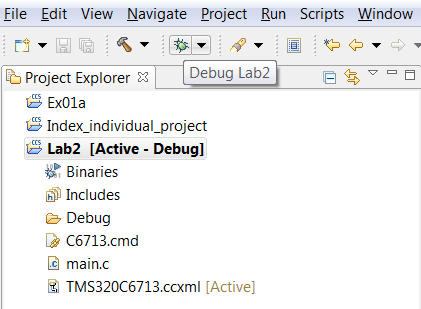 File Edit View Navigate Project Run Scripts Window
Debug Lab2
Project Explorer
Ex01a
Index_individual_project
Lab2 [Active - Debug]
Binaries
Includes
Debug
C6713.cmd
main.c
TMS320C6713.ccxml [Active]